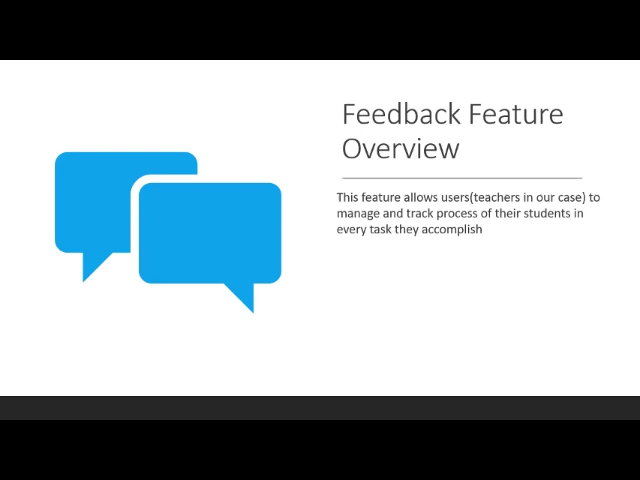 Feedback Feature
Overview
This feature allows users(teachers in our case) to
manage and track process of their students in
every task they accomplish